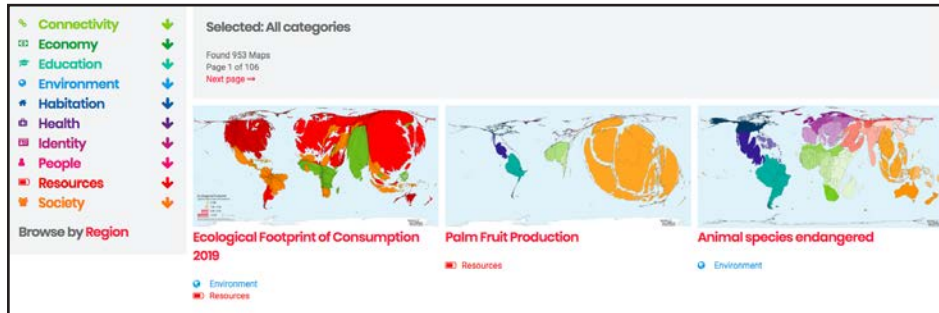 Connectivity
Economy
Education
Environment
Habitation
Health
Identity
People
Resources
Society
Browse by Region
Selected: All categories
Found 953 Maps
Page 1 of 106
Next page →
Ecological Footprint of Consumption
2019
Environment
Resources
Palm Fruit Production
Resources
Animal species endangered
Environment